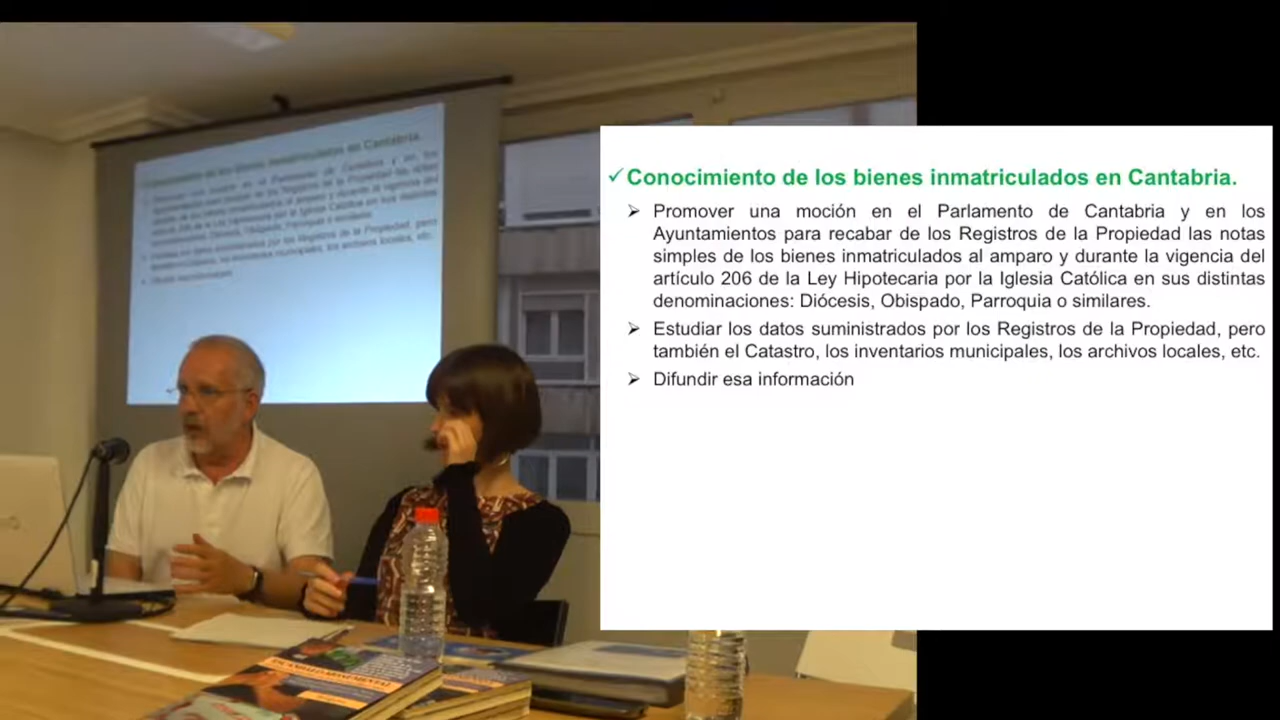 ✓Conocimiento de los bienes inmatriculados en Cantabria.
➢ Promover una moción en el Parlamento de Cantabria y en los
Ayuntamientos para recabar de los Registros de la Propiedad las notas
simples de los bienes inmatriculados al amparo y durante la vigencia del
artículo 206 de la Ley Hipotecaria por la Iglesia Católica en sus distintas
denominaciones: Diócesis, Obispado, Parroquia o similares.
➢ Estudiar los datos suministrados por los Registros de la Propiedad, pero
también el Catastro, los inventarios municipales, los archivos locales, etc.
➢ Difundir esa información
ESCÁNDALO MONUMENTAL